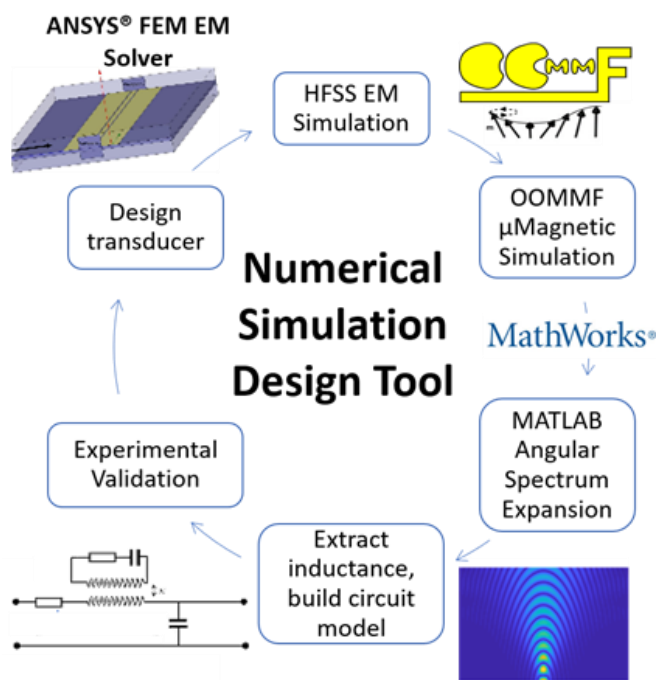 ANSYS® FEM EM
Solver
HFSS EM
Simulation
OOMMF
Design
transducer
OOMMF
µMagnetic
Simulation
Numerical
Simulation
Design Tool
MathWorks®
MATLAB
Angular
Spectrum
Expansion
Experimental
Validation
Extract
inductance,
build circuit
model